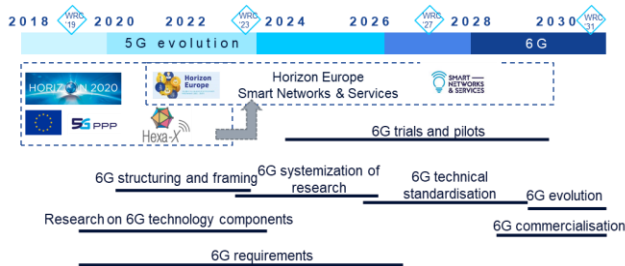 2018 WRC '19 2020 2022 WRC '23 2024 2026 WRC '27 2028 2030 WRC '31
5G evolution 6G
HORIZON 2020
Horizon
Europe
Horizon Europe
Smart Networks & Services
SMART
NETWORKS
& SERVICES
5G PPP
Hexa-X
6G trials and pilots
6G structuring and framing
6G systemization of
research
6G technical
standardisation
6G evolution
Research on 6G technology components
6G commercialisation
6G requirements